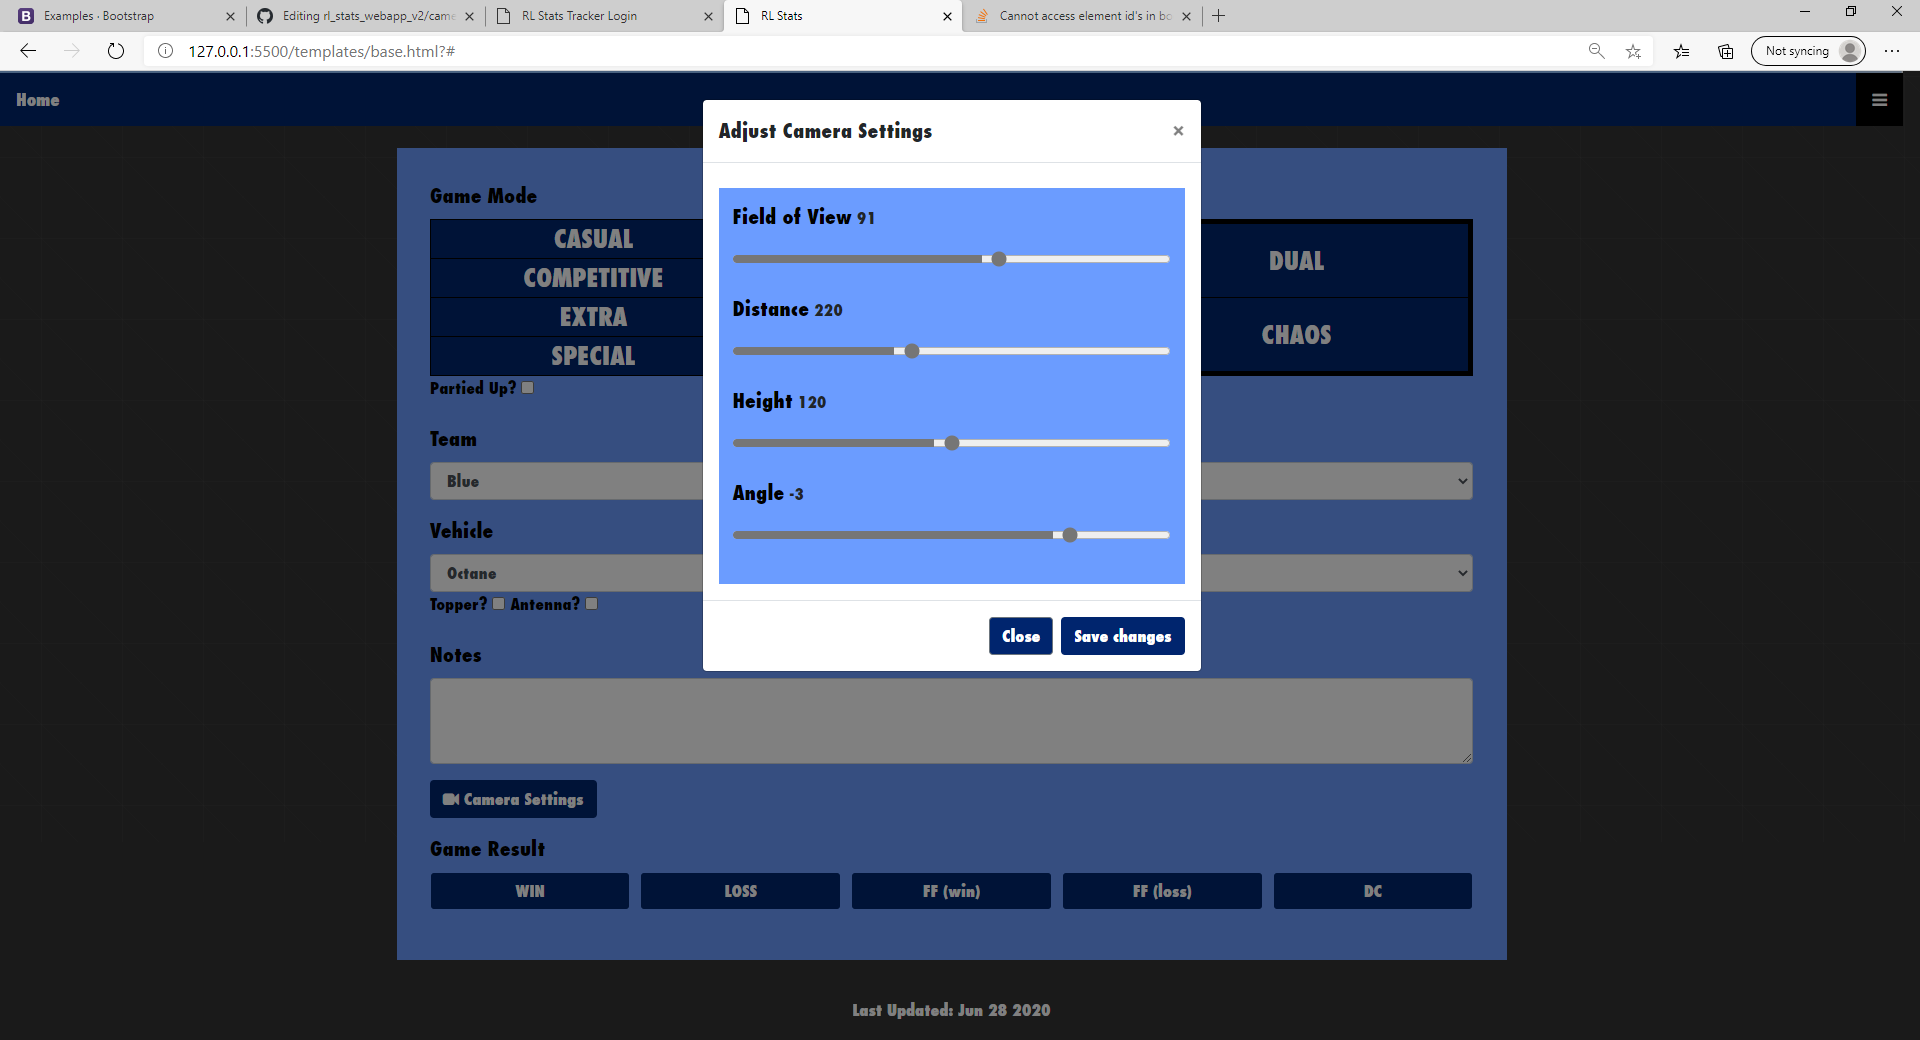 Examples · Bootstrap
Editing rl_stats_webapp_v2/came
RL Stats Tracker Login
RL Stats
Cannot access element id's in bo
127.0.0.1:5500/templates/base.html?#
Not syncing
Home
Adjust Camera Settings
×
Field of View 91
Distance 220
Height 120
Angle -3
Close
Save changes
Game Mode
CASUAL
COMPETITIVE
EXTRA
SPECIAL
DUAL
CHAOS
Partied Up?
Team
Blue
Vehicle
Octane
Topper? Antenna?
Notes
Camera Settings
Game Result
WIN
LOSS
FF (win)
FF (loss)
DC
Last Updated: Jun 28 2020